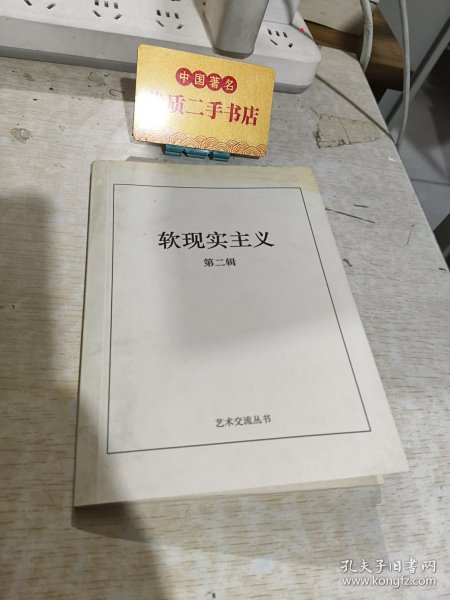 中国著名
优质二手书店
软现实主义
第二辑
艺术交流丛书
孔夫子旧书网
www.kongfz.com